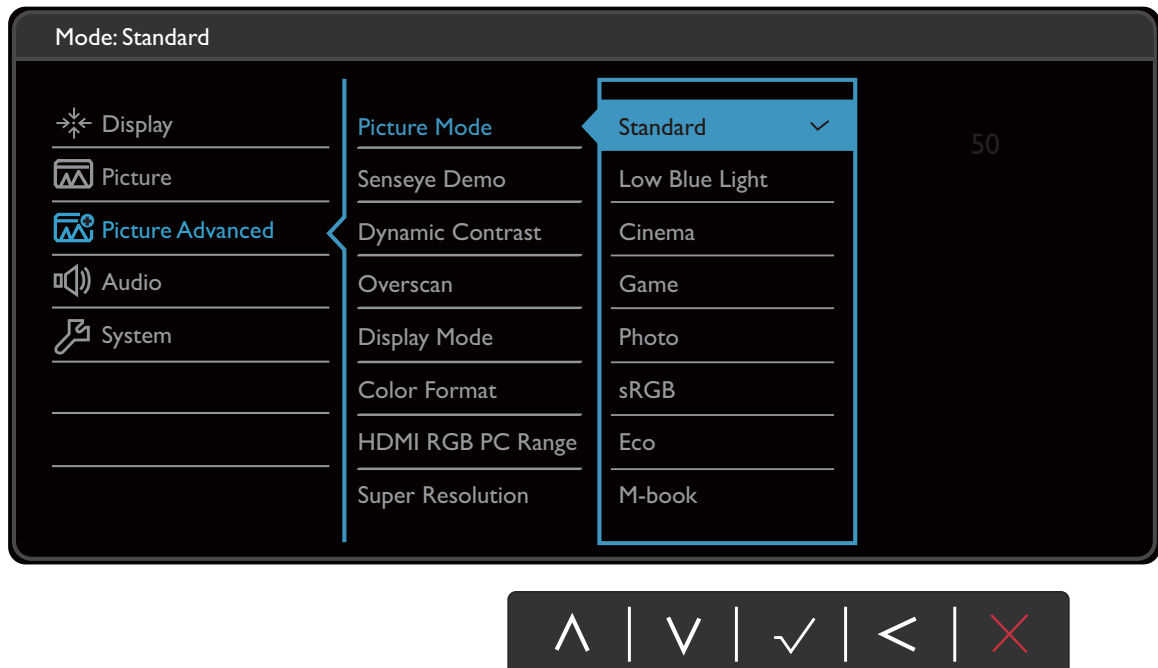 Mode: Standard
Display
Picture
Picture Advanced
Audio
System
Picture Mode
Senseye Demo
Dynamic Contrast
Overscan
Display Mode
Color Format
HDMI RGB PC Range
Super Resolution
Standard
Low Blue Light
Cinema
Game
Photo
sRGB
Eco
M-book
50